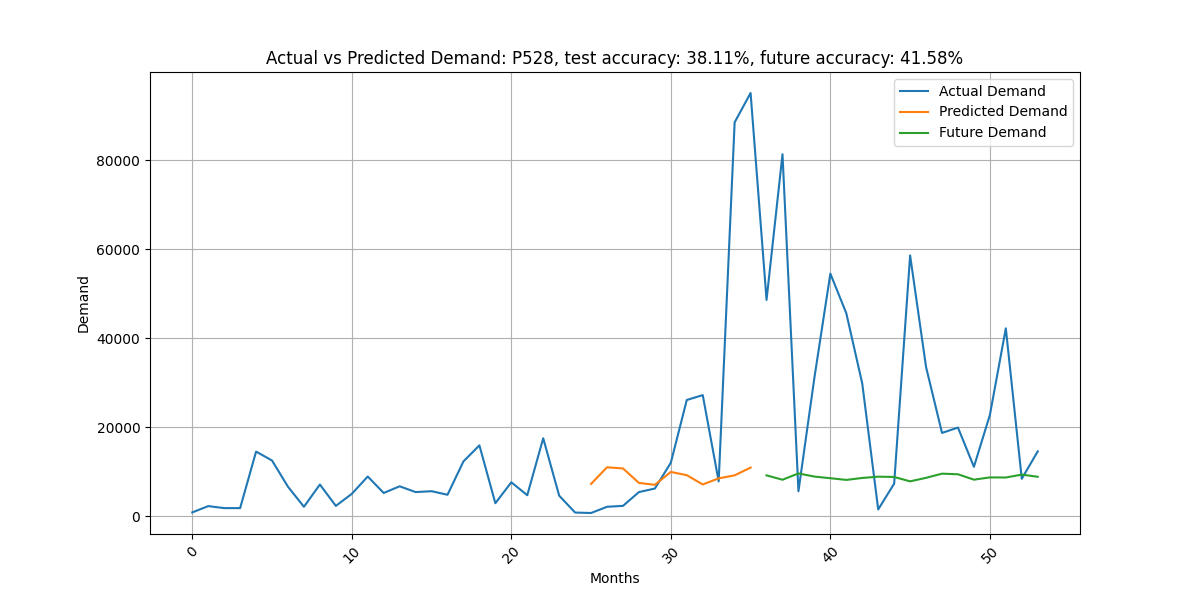 Actual vs Predicted Demand: P528, test accuracy: 38.11%, future accuracy: 41.58%
Actual Demand
Predicted Demand
Future Demand
Demand
80000
60000
40000
20000
0
0
10
20
30
40
50
Months